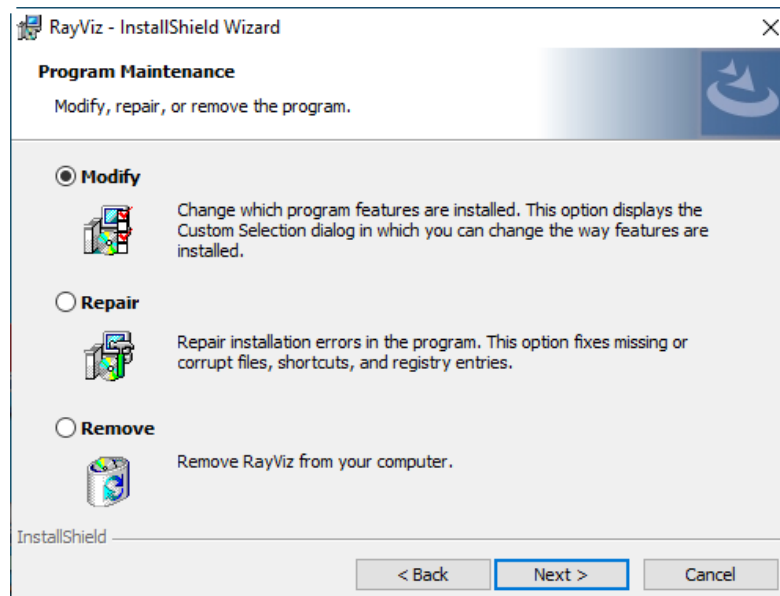 RayViz - InstallShield Wizard
Program Maintenance
Modify, repair, or remove the program.
Modify
Change which program features are installed. This option displays the
Custom Selection dialog in which you can change the way features are
installed.
Repair
Repair installation errors in the program. This option fixes missing or
corrupt files, shortcuts, and registry entries.
Remove
Remove RayViz from your computer.
InstallShield
< Back
Next >
Cancel